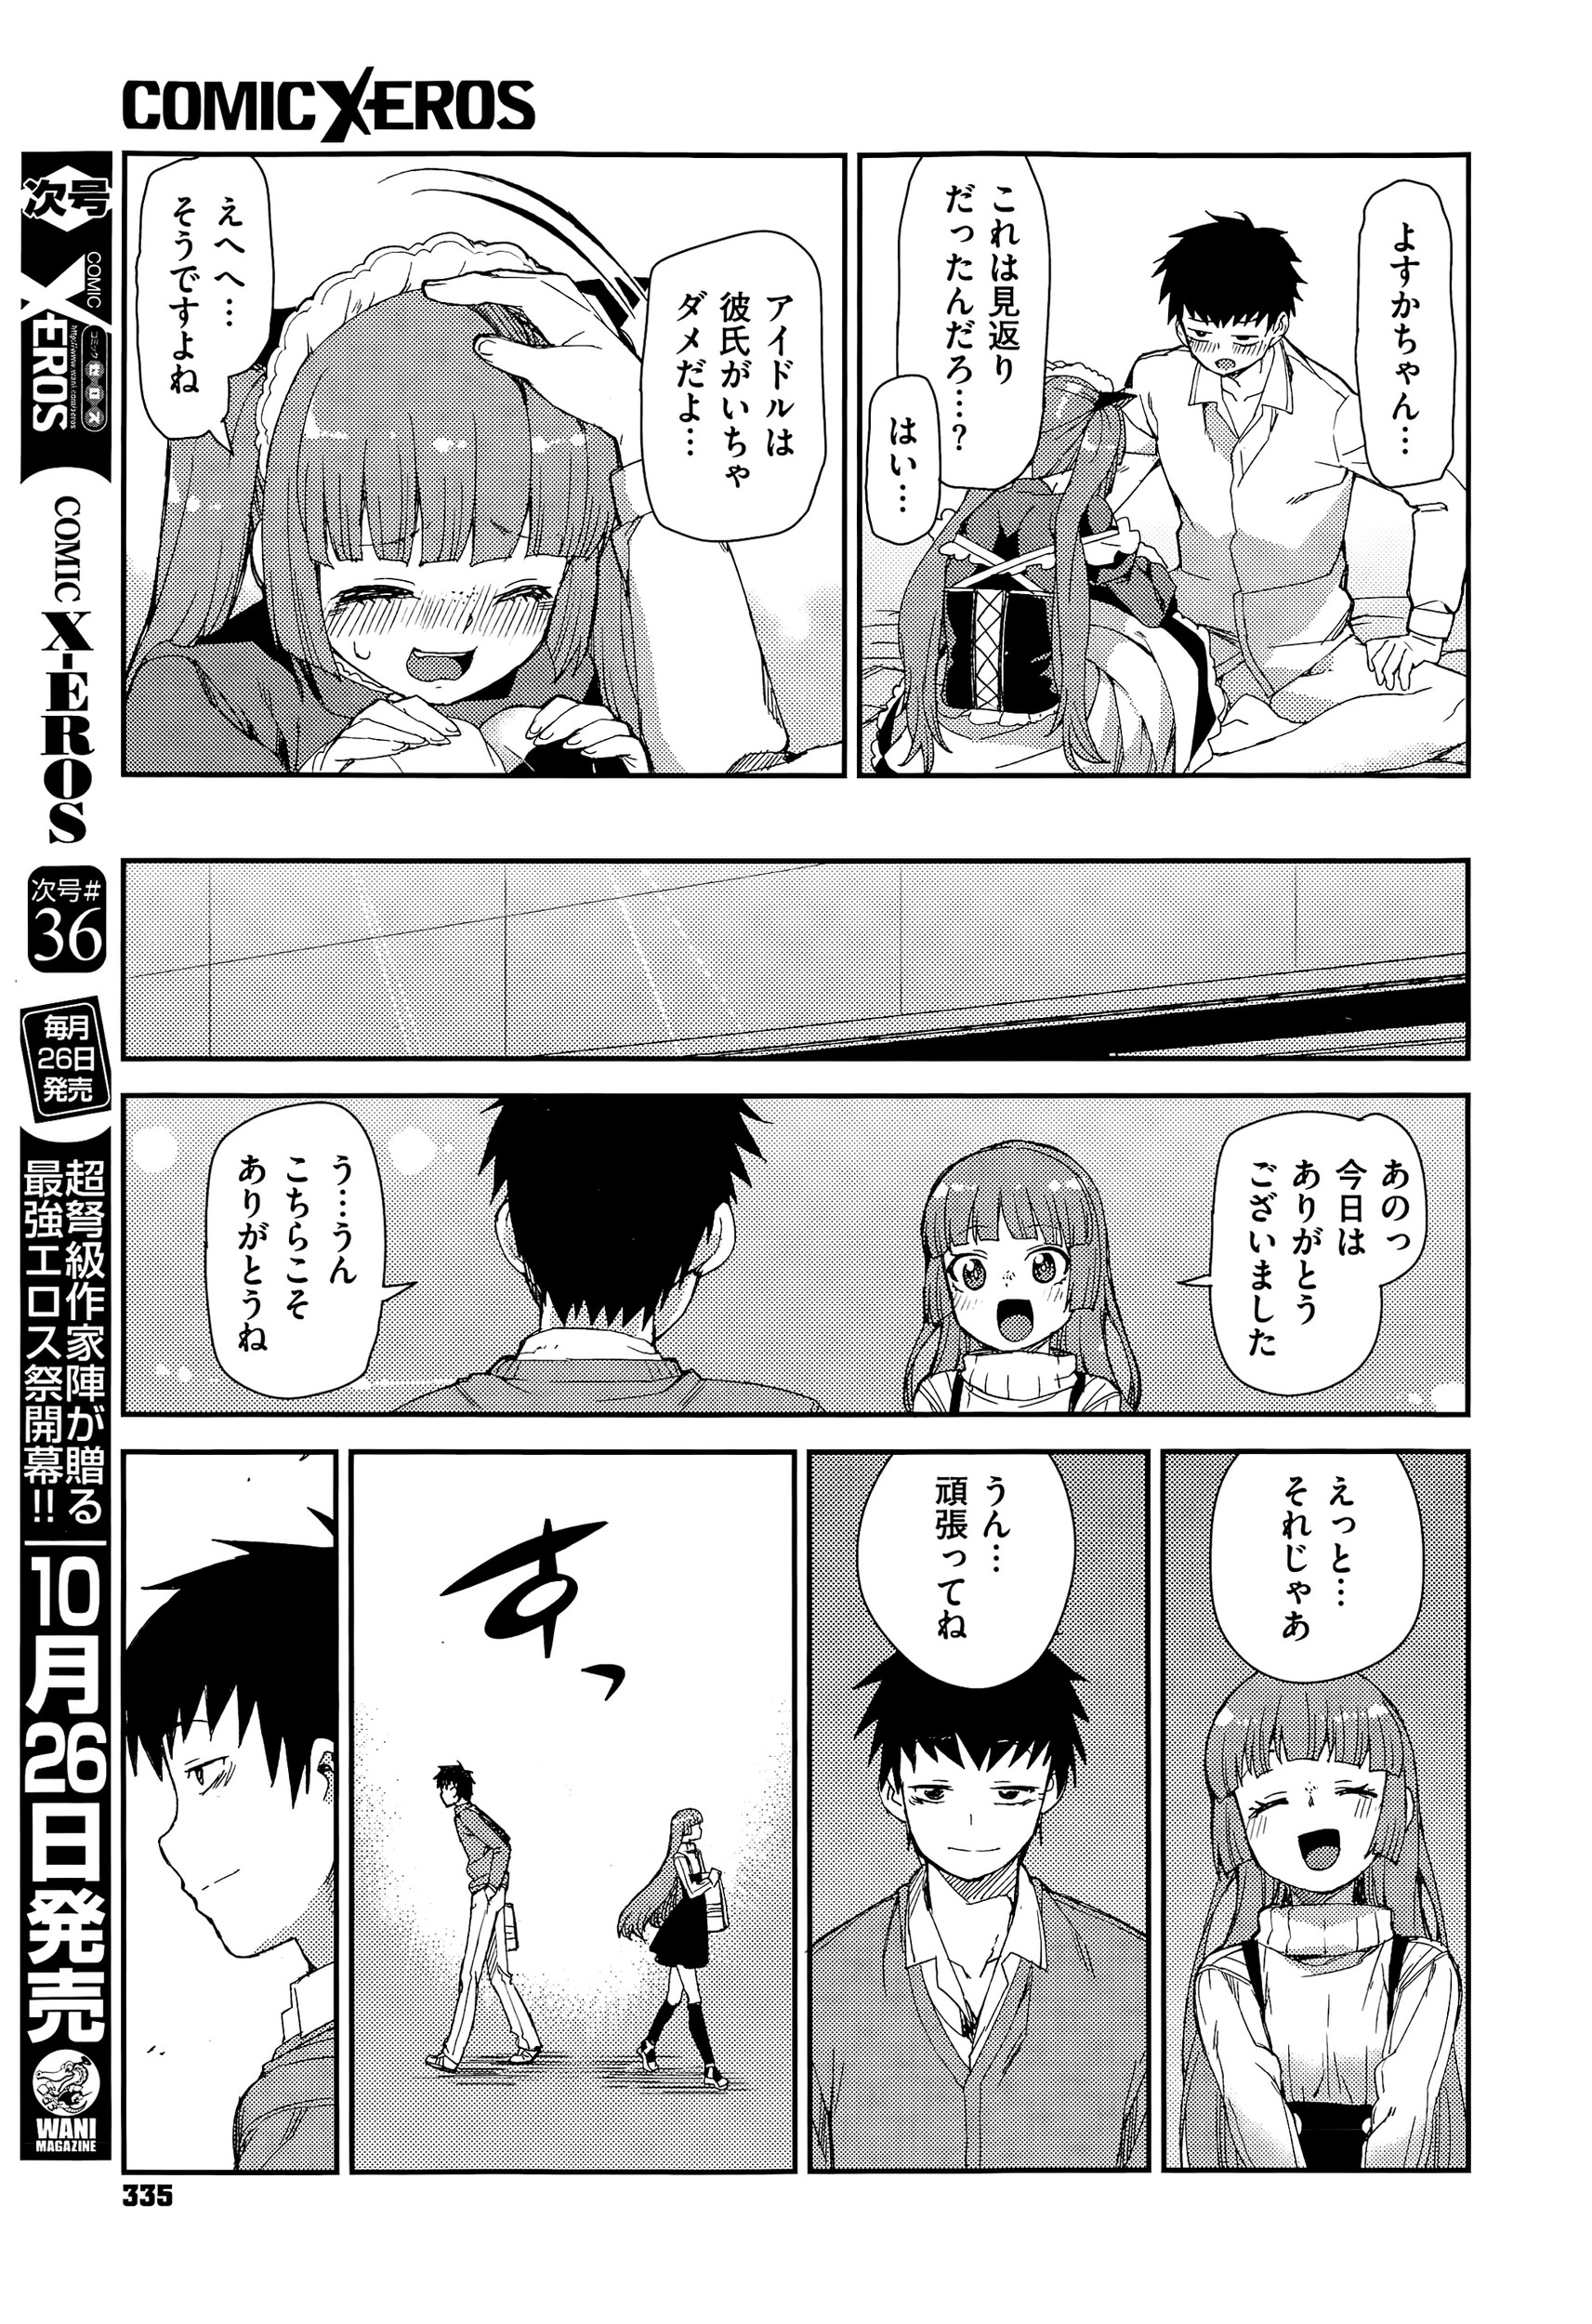 COMIC X-EROS
よすかちゃん…
これは見返り
だったんだろ…?
はい…
アイドルは
彼氏がいちゃ
ダメだよ…
えへへ…
そうですよね
あのっ
今日は
ありがとう
ございました
う…うん
こちらこそ
ありがとうね
えっと…
それじゃあ
うん…
頑張ってね
すっ
次号
COMIC X-EROS
COMIC X-EROS
次号#
36
毎月
26日
発売
超弩級作家陣が贈る
最強エロス祭開幕!!
10月26日発売
WANI
MAGAZINE
335